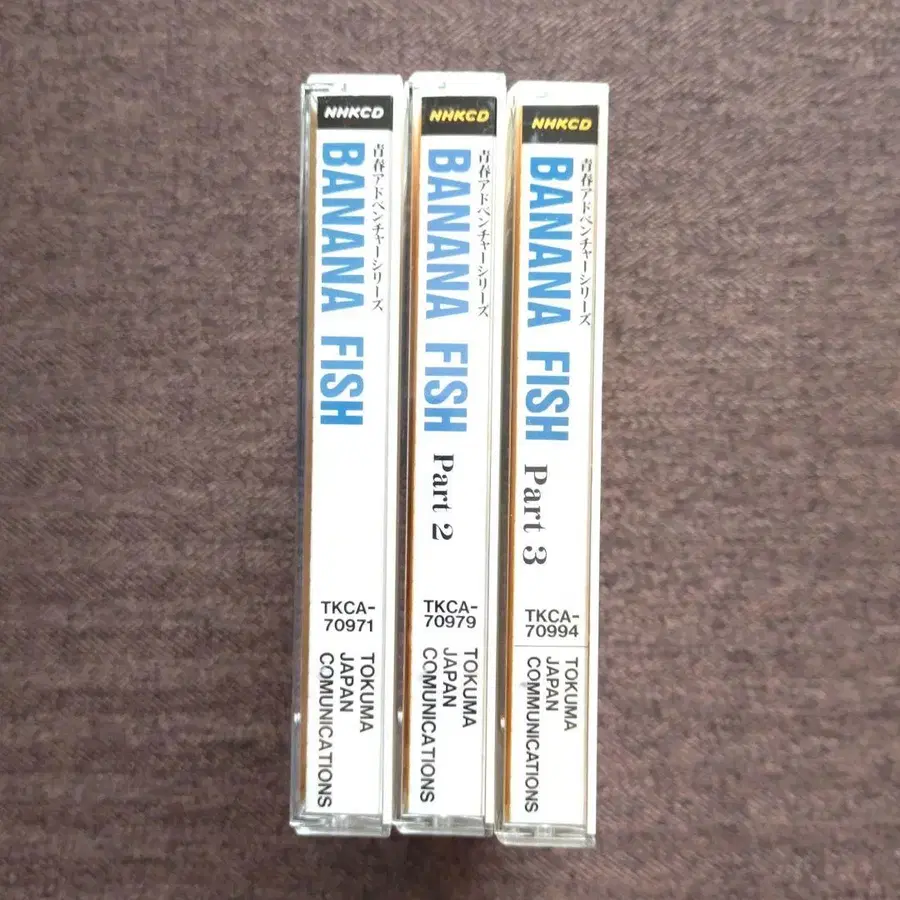 NHKCD
青春アドベンチャーシリーズ
BANANA FISH
TKCA-
70971
TOKUMA
JAPAN
COMUNICATIONS
NHKCD
青春アドベンチャーシリーズ
BANANA FISH Part 2
TKCA-
70979
TOKUMA
JAPAN
COMUNICATIONS
NHKCD
青春アドベンチャーシリーズ
BANANA FISH Part 3
TKCA-
70994
TOKUMA
JAPAN
COMMUNICATIONS